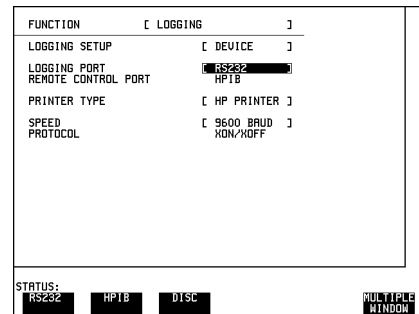 FUNCTION [ LOGGING ]
LOGGING SETUP [ DEVICE ]
LOGGING PORT [ RS232 ]
REMOTE CONTROL PORT HPIB
PRINTER TYPE [ HP PRINTER ]
SPEED [ 9600 BAUD ]
PROTOCOL XON/XOFF
STATUS:
RS232 HPIB DISC MULTIPLE
WINDOW